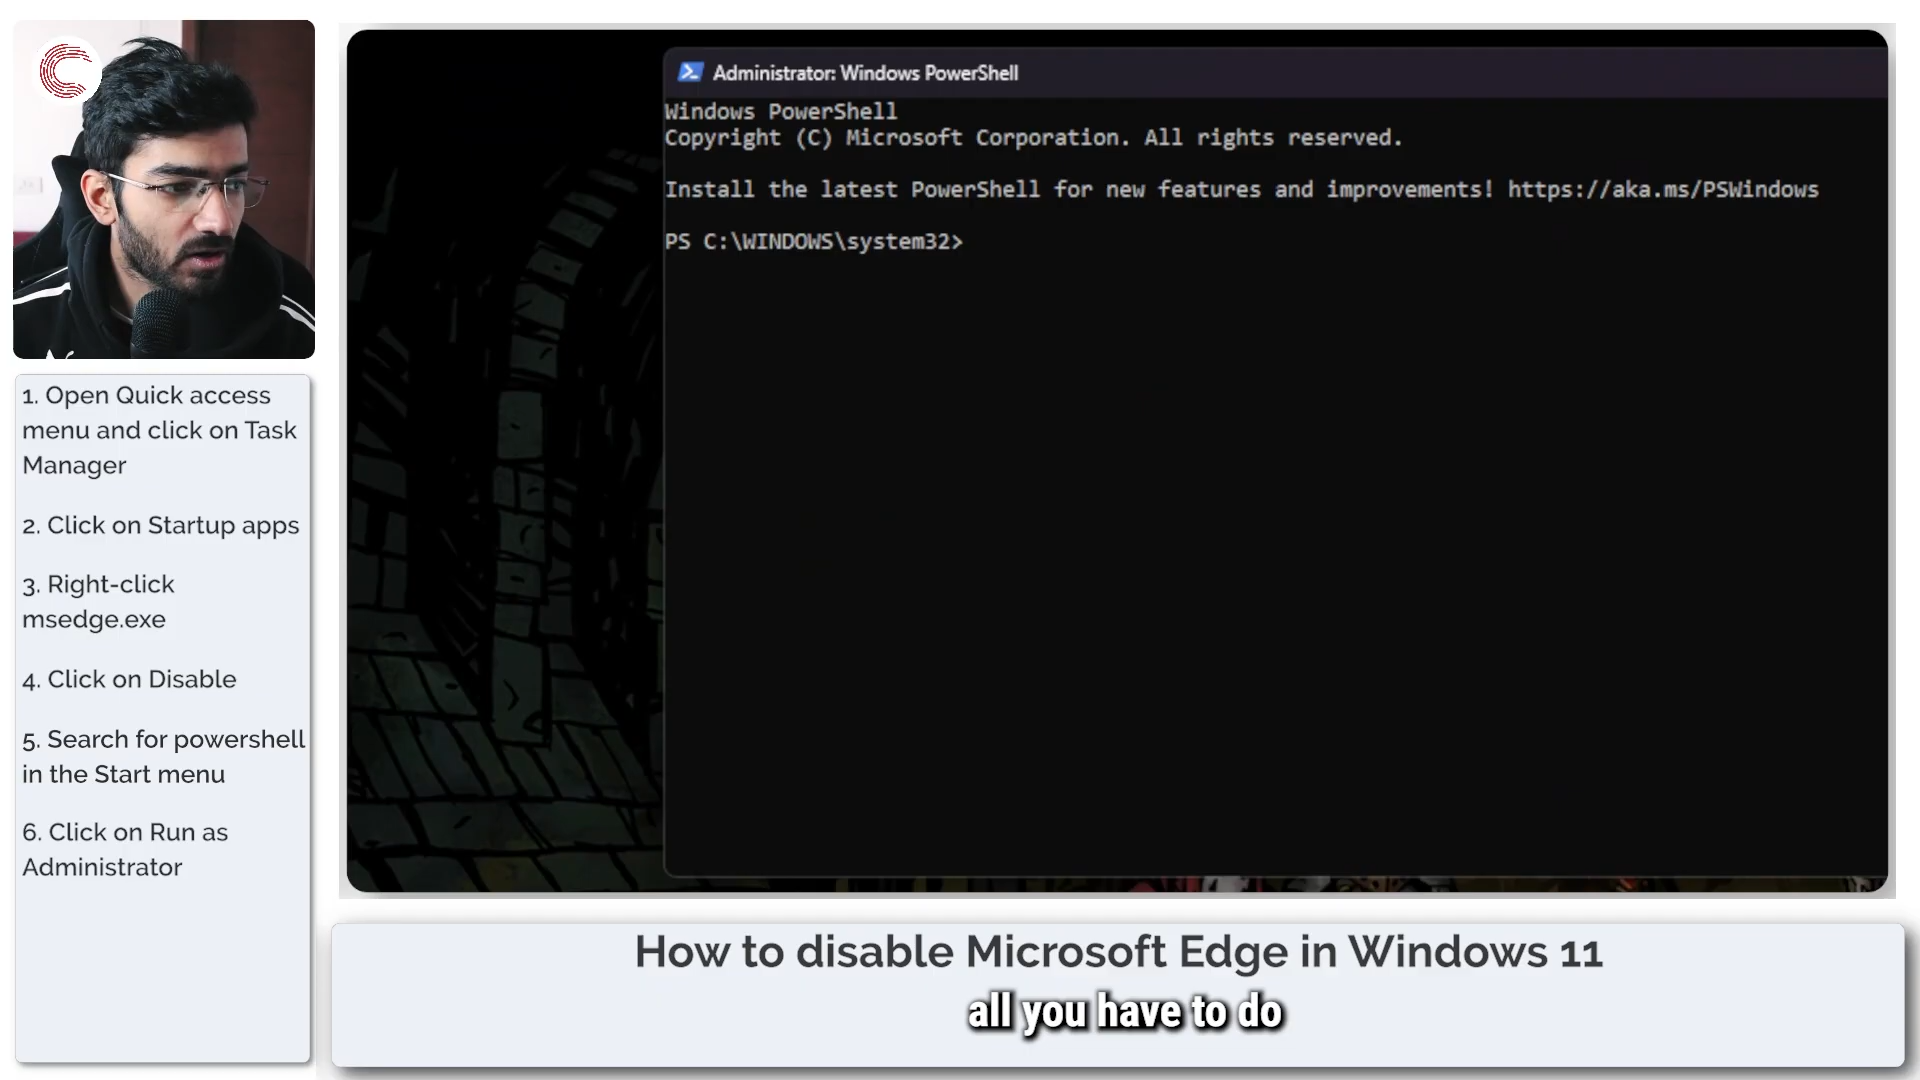 1. Open Quick access
menu and click on Task
Manager
2. Click on Startup apps
3. Right-click
msedge.exe
4. Click on Disable
5. Search for powershell
in the Start menu
6. Click on Run as
Administrator
Administrator: Windows PowerShell
Windows PowerShell
Copyright (C) Microsoft Corporation. All rights reserved.
Install the latest PowerShell for new features and improvements! https://aka.ms/PSWindows
PS C:\WINDOWS\system32>
How to disable Microsoft Edge in Windows 11
all you have to do